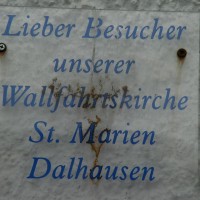 Lieber Besucher
unserer
Wallfahrtskirche
St. Marien
Dalhausen